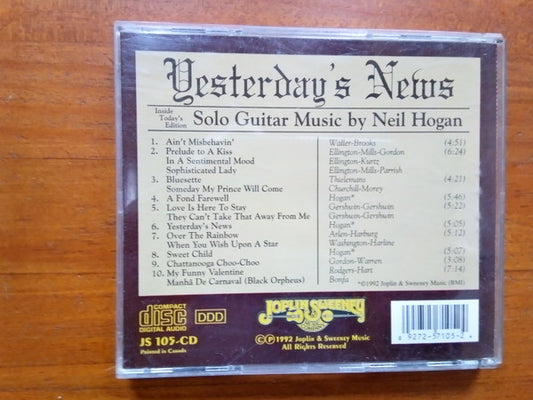 Yesterday's News
Inside
Today's
Edition
Solo Guitar Music by Neil Hogan
1. Ain't Misbehavin' Waller-Brooks (4:51)
2. Prelude to A Kiss Ellington-Mills-Gordon (6:24)
In A Sentimental Mood Ellington-Kurtz
Sophisticated Lady Ellington-Mills-Parrish
3. Bluesette Thielemans (4:21)
Someday My Prince Will Come Churchill-Morey
4. A Fond Farewell Hogan* (5:46)
5. Love Is Here To Stay Gershwin-Gershwin (5:22)
They Can't Take That Away From Me Gershwin-Gershwin
6. Yesterday's News Hogan* (5:05)
7. Over The Rainbow Arlen-Harburg (5:12)
When You Wish Upon A Star Washington-Harline
8. Sweet Child Hogan* (5:07)
9. Chattanooga Choo-Choo Gordon-Warren (3:08)
10. My Funny Valentine Rodgers-Hart (7:14)
Manhã De Carnaval (Black Orpheus) Bonfa
*©1992 Joplin & Sweeney Music (BMI)
COMPACT
disc
DIGITAL AUDIO
DDD
JOPLIN & SWEENEY
JS 105-CD
Printed in Canada
©Ⓟ1992 Joplin & Sweeney Music
All Rights Reserved
9272-57105-2